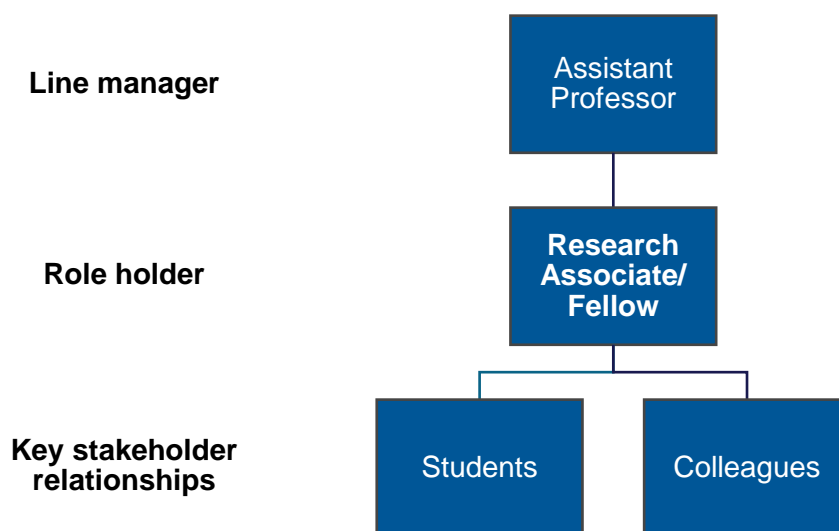 Line manager
Assistant
Professor
Role holder
Research
Associate/
Fellow
Key stakeholder
relationships
Students
Colleagues